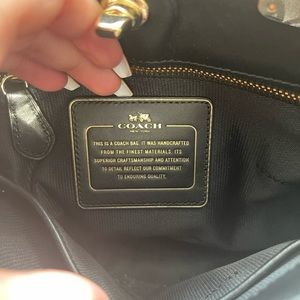 COACH
NEW YORK
THIS IS A COACH BAG. IT WAS HANDCRAFTED
FROM THE FINEST MATERIALS. ITS
SUPERIOR CRAFTSMANSHIP AND ATTENTION
TO DETAIL REFLECT OUR COMMITMENT
TO ENDURING QUALITY.